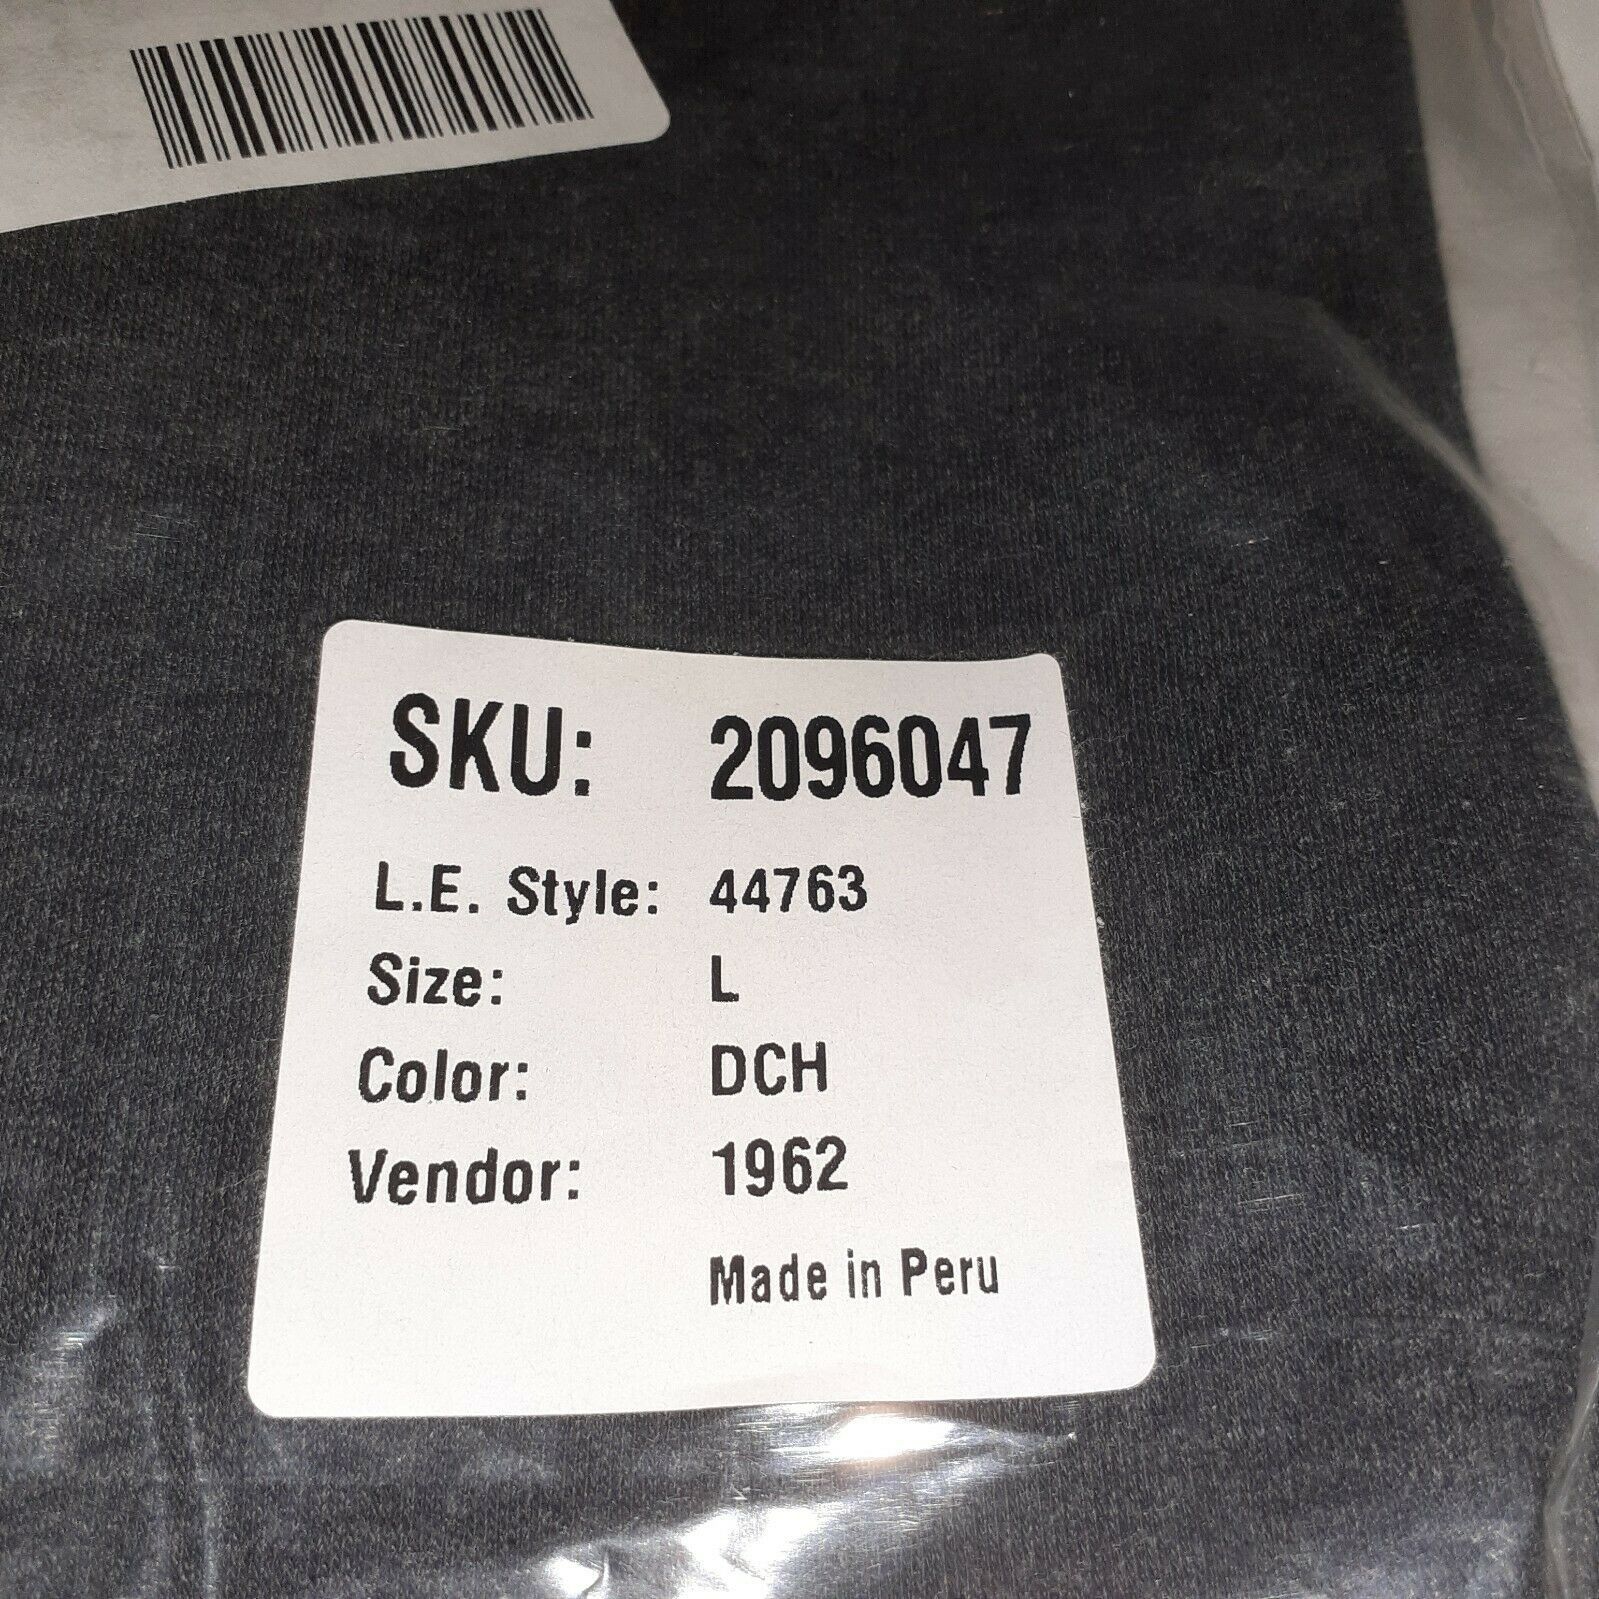 SKU: 2096047
L.E. Style: 44763
Size: L
Color: DCH
Vendor: 1962
Made in Peru